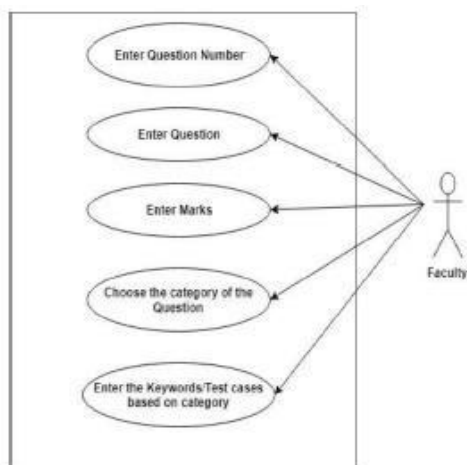 Enter Question Number
Enter Question
Enter Marks
Faculty
Choose the category of the
Question
Enter the Keywords/Test cases
based on category